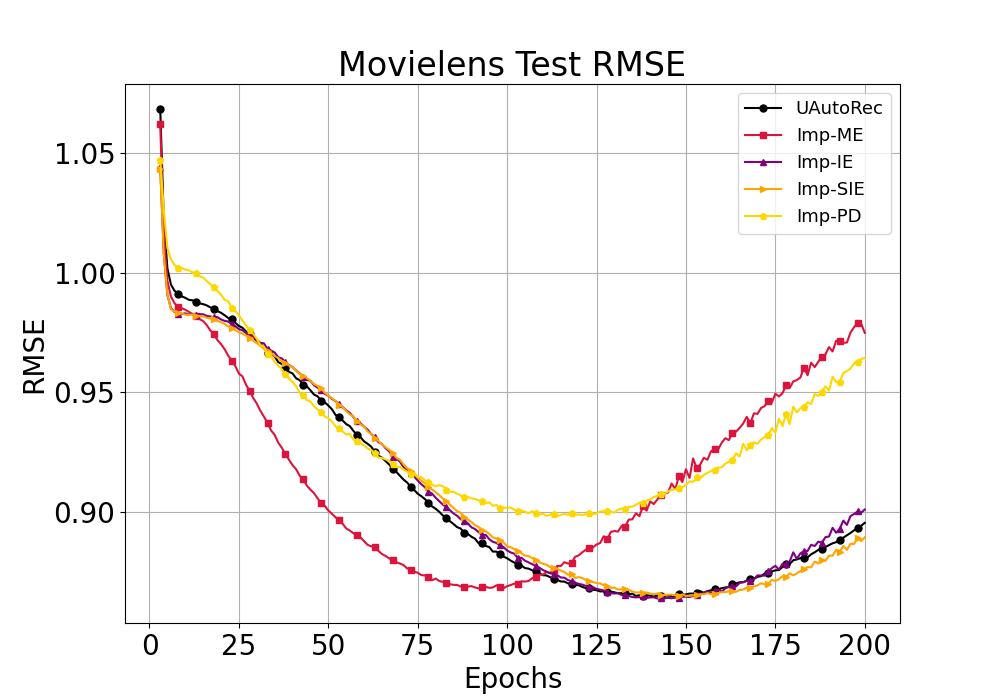 Movielens Test RMSE
UAutoRec
Imp-ME
Imp-IE
Imp-SIE
Imp-PD
1.05
1.00
0.95
0.90
RMSE
0 25 50 75 100 125 150 175 200
Epochs